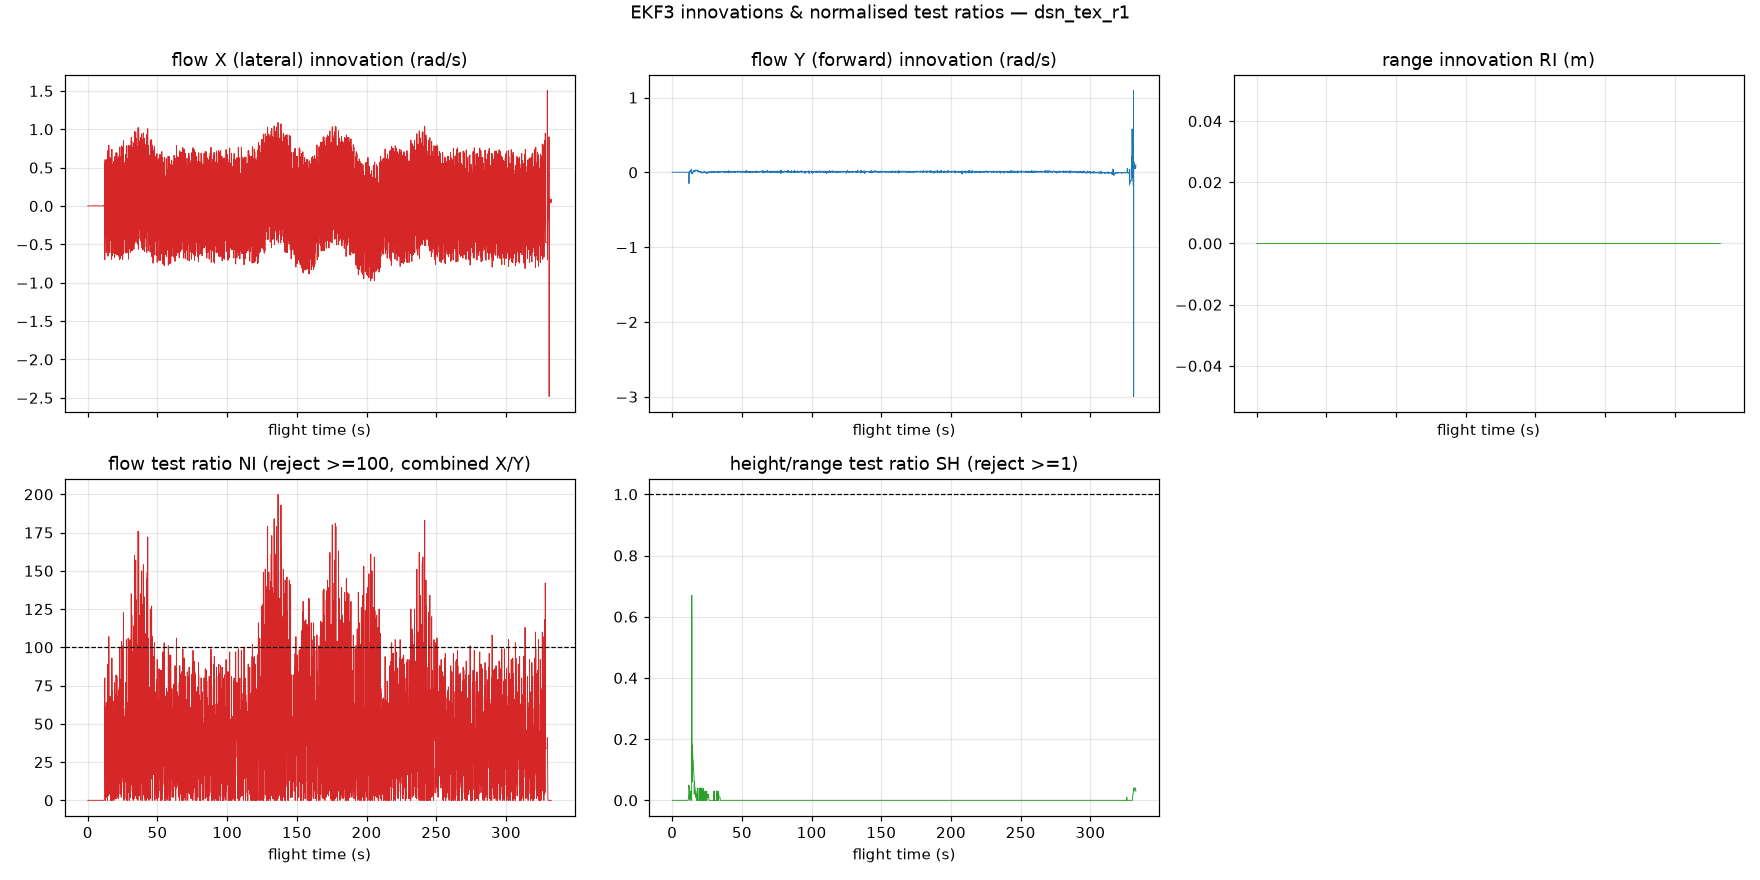 EKF3 innovations & normalised test ratios — dsn_tex_r1
flow X (lateral) innovation (rad/s)
1.5
1.0
0.5
0.0
−0.5
−1.0
−1.5
−2.0
−2.5
flight time (s)
flow Y (forward) innovation (rad/s)
1
0
−1
−2
−3
flight time (s)
range innovation RI (m)
0.04
0.02
0.00
−0.02
−0.04
flight time (s)
flow test ratio NI (reject >=100, combined X/Y)
200
175
150
125
100
75
50
25
0
0 50 100 150 200 250 300
flight time (s)
height/range test ratio SH (reject >=1)
1.0
0.8
0.6
0.4
0.2
0.0
0 50 100 150 200 250 300
flight time (s)